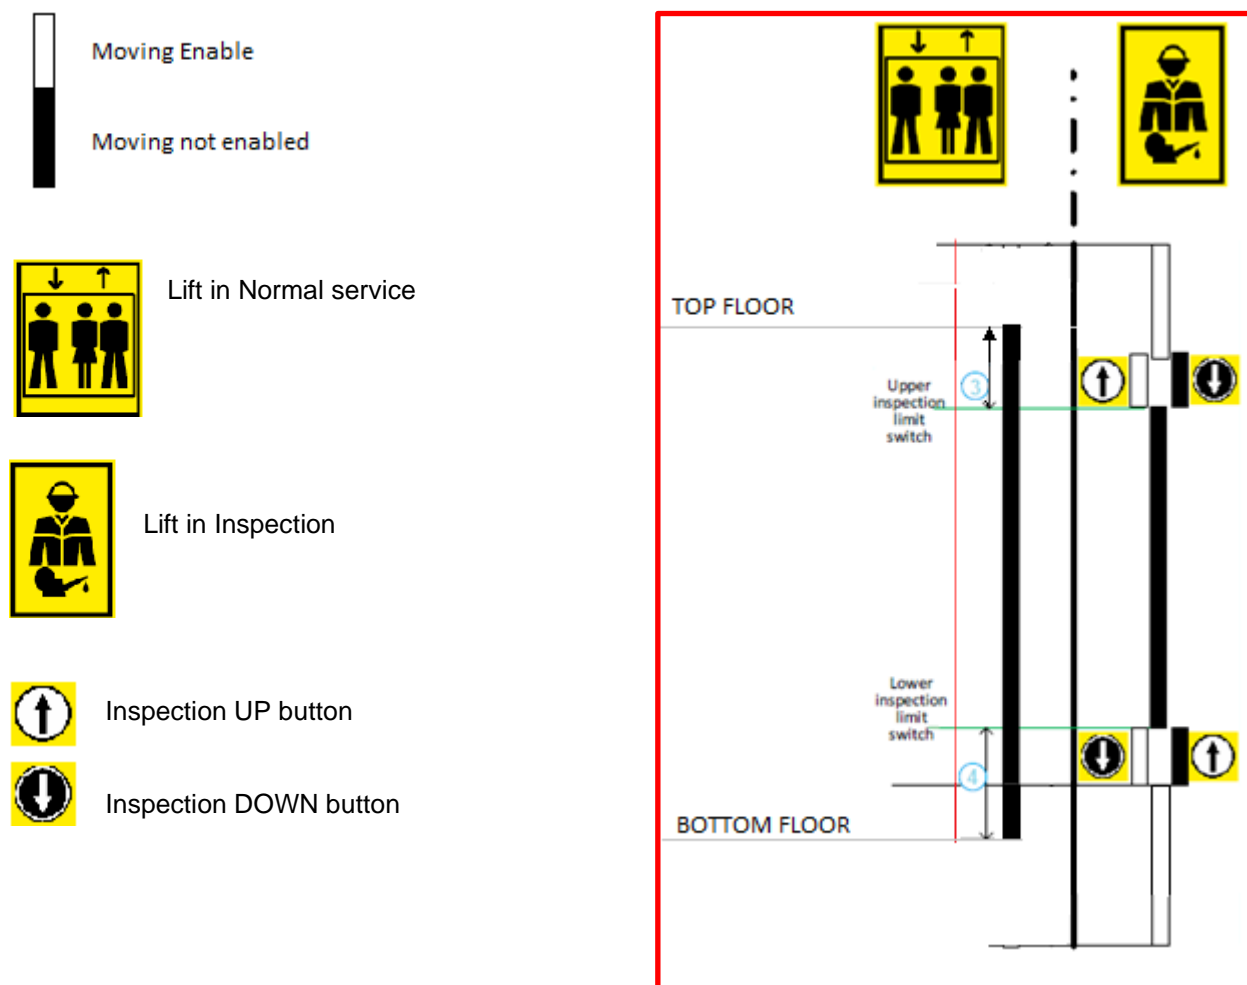 Moving Enable
Moving not enabled
Lift in Normal service
Lift in Inspection
Inspection UP button
Inspection DOWN button
TOP FLOOR
3
Upper
inspection
limit
switch
Lower
inspection
limit
switch
4
BOTTOM FLOOR